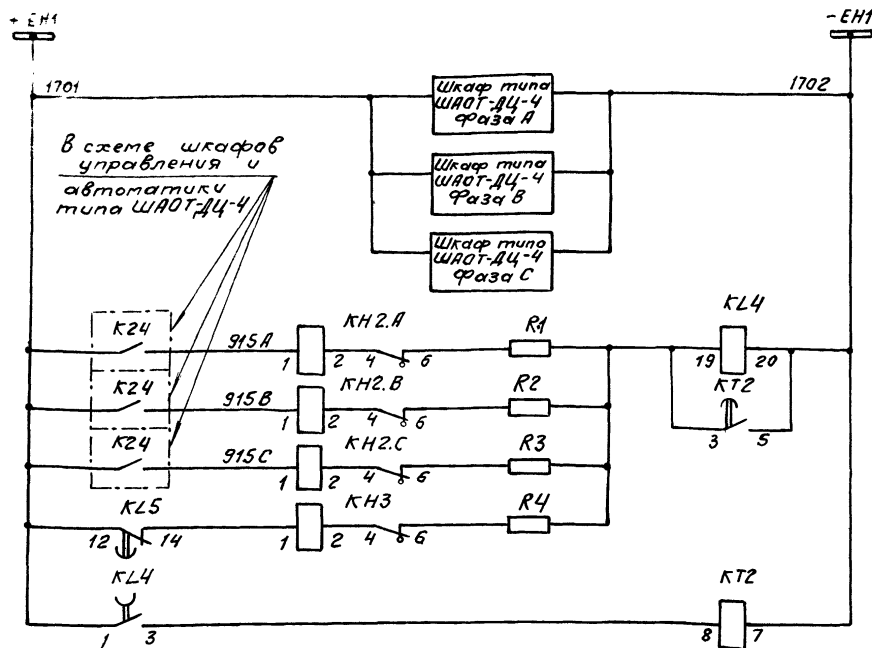 + ЕН1
- ЕН1
1701
1702
Шкаф типа
ШАОТ-ДЦ-4
Фаза А
В схеме шкафов
управления и
автоматики
типа ШАОТ-ДЦ-4
Шкаф типа
ШАОТ-ДЦ-4
Фаза В
Шкаф типа
ШАОТ-ДЦ-4
Фаза С
К24
915А
1
2
КН2.А
4
6
R1
KL4
19
20
К24
915В
1
2
КН2.В
4
6
R2
КТ2
3
5
К24
915С
1
2
КН2.С
4
6
R3
KL5
12
14
1
2
КН3
4
6
R4
KL4
1
3
КТ2
8
7